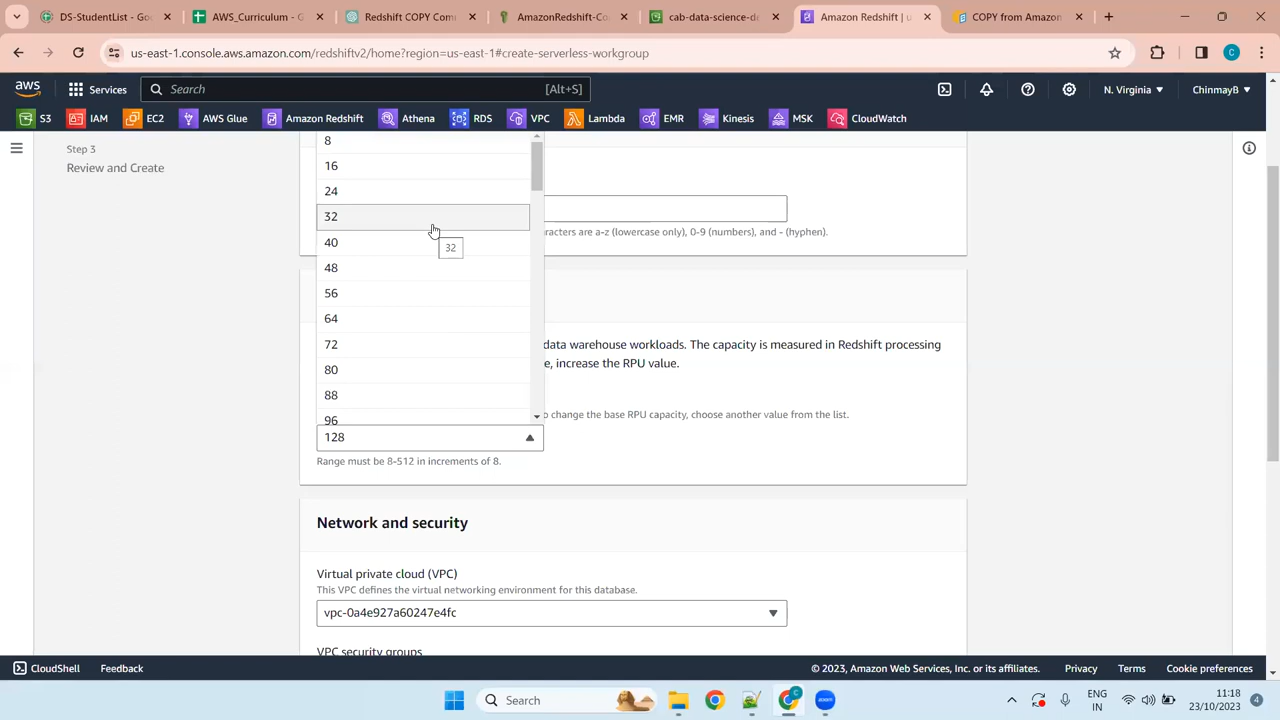 DS-StudentList - Go
AWS_Curriculum - G
Redshift COPY Com
AmazonRedshift-Co
cab-data-science-d
Amazon Redshift | u
COPY from Amazon
us-east-1.console.aws.amazon.com/redshiftv2/home?region=us-east-1#create-serverless-workgroup
C
aws
Services
Search
[Alt+S]
N. Virginia
ChinmayB
S3
IAM
EC2
AWS Glue
Amazon Redshift
Athena
RDS
VPC
Lambda
EMR
Kinesis
MSK
CloudWatch
Step 3
Review and Create
8
16
24
32
32
40
48
56
64
72
80
88
96
128
aracters are a-z (lowercase only), 0-9 (numbers), and - (hyphen).
data warehouse workloads. The capacity is measured in Redshift processing
e, increase the RPU value.
o change the base RPU capacity, choose another value from the list.
Range must be 8-512 in increments of 8.
Network and security
Virtual private cloud (VPC)
This VPC defines the virtual networking environment for this database.
vpc-0a4e927a60247e4fc
VPC security groups
CloudShell
Feedback
© 2023, Amazon Web Services, Inc. or its affiliates.
Privacy
Terms
Cookie preferences
Search
zoom
ENG
IN
11:18
23/10/2023
4